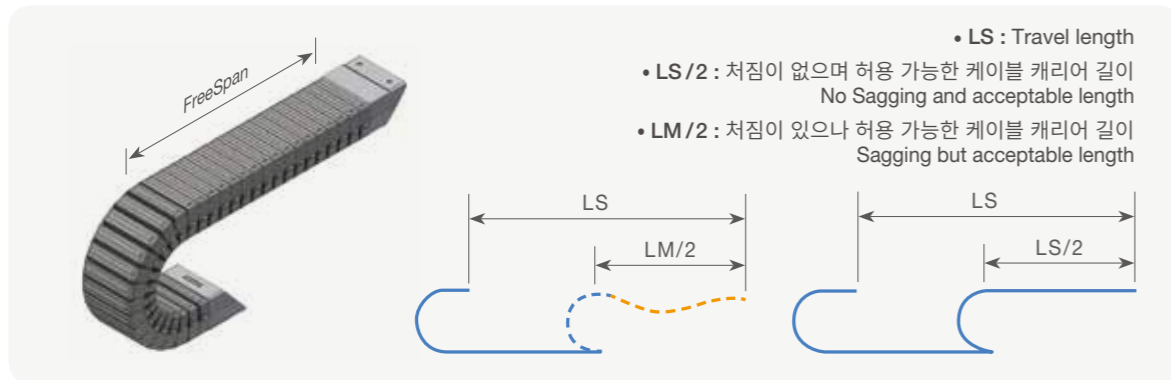 FreeSpan
• LS : Travel length
• LS/2 : 처짐이 없으며 허용 가능한 케이블 캐리어 길이
No Sagging and acceptable length
• LM/2 : 처짐이 있으나 허용 가능한 케이블 캐리어 길이
Sagging but acceptable length
LS
LM/2
LS
LS/2